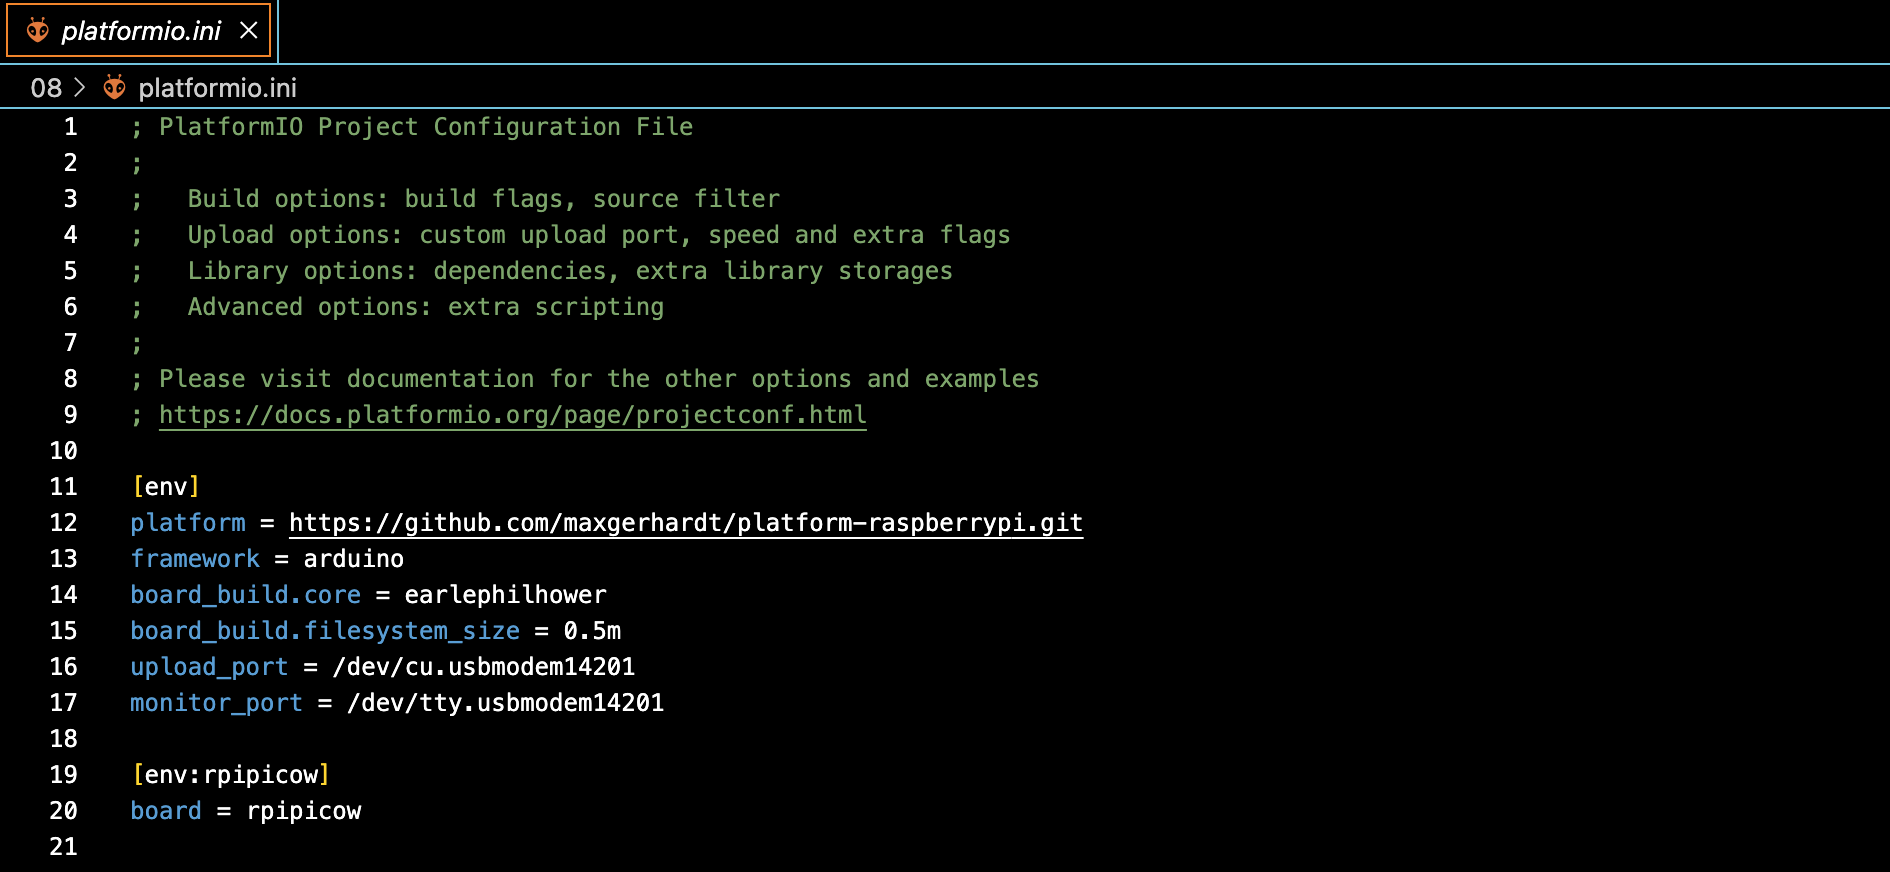 platformio.ini
08 > platformio.ini
1 ; PlatformIO Project Configuration File
2 ;
3 ;   Build options: build flags, source filter
4 ;   Upload options: custom upload port, speed and extra flags
5 ;   Library options: dependencies, extra library storages
6 ;   Advanced options: extra scripting
7 ;
8 ; Please visit documentation for the other options and examples
9 ; https://docs.platformio.org/page/projectconf.html
10
11 [env]
12 platform = https://github.com/maxgerhardt/platform-raspberrypi.git
13 framework = arduino
14 board_build.core = earlephilhower
15 board_build.filesystem_size = 0.5m
16 upload_port = /dev/cu.usbmodem14201
17 monitor_port = /dev/tty.usbmodem14201
18
19 [env:rpipicow]
20 board = rpipicow
21